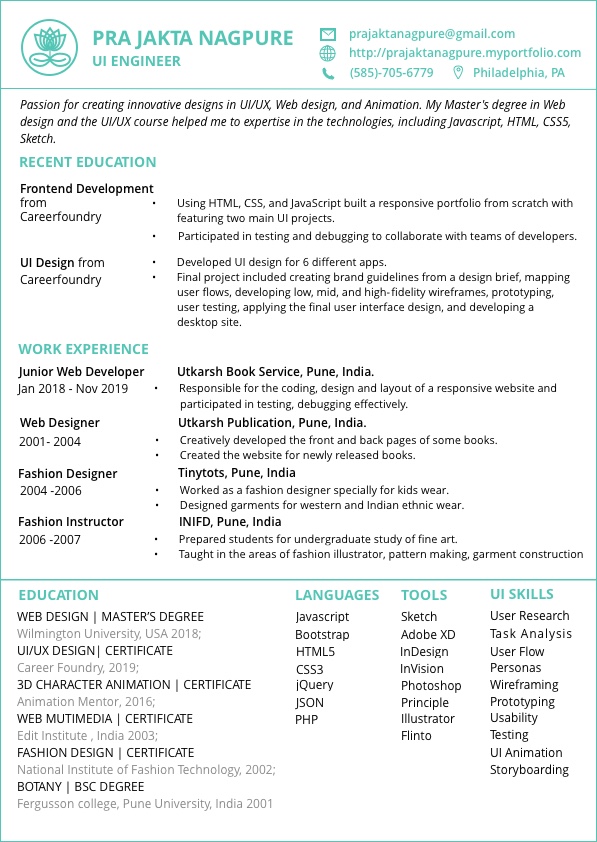 PRA JAKTA NAGPURE
UI ENGINEER
prajaktanagpure@gmail.com
http://prajaktanagpure.myportfolio.com
(585)-705-6779 Philadelphia, PA
Passion for creating innovative designs in UI/UX, Web design, and Animation. My Master's degree in Web
design and the UI/UX course helped me to expertise in the technologies, including Javascript, HTML, CSS5,
Sketch.
RECENT EDUCATION
Frontend Development
from
Careerfoundry
• Using HTML, CSS, and JavaScript built a responsive portfolio from scratch with
featuring two main UI projects.
• Participated in testing and debugging to collaborate with teams of developers.
UI Design from
Careerfoundry
• Developed UI design for 6 different apps.
• Final project included creating brand guidelines from a design brief, mapping
user flows, developing low, mid, and high-fidelity wireframes, prototyping,
user testing, applying the final user interface design, and developing a
desktop site.
WORK EXPERIENCE
Junior Web Developer Utkarsh Book Service, Pune, India.
Jan 2018 - Nov 2019 • Responsible for the coding, design and layout of a responsive website and
participated in testing, debugging effectively.
Web Designer Utkarsh Publication, Pune, India.
2001- 2004 • Creatively developed the front and back pages of some books.
• Created the website for newly released books.
Fashion Designer Tinytots, Pune, India
2004 -2006 • Worked as a fashion designer specially for kids wear.
• Designed garments for western and Indian ethnic wear.
Fashion Instructor INIFD, Pune, India
2006 -2007 • Prepared students for undergraduate study of fine art.
• Taught in the areas of fashion illustrator, pattern making, garment construction
EDUCATION
WEB DESIGN | MASTER’S DEGREE
Wilmington University, USA 2018;
UI/UX DESIGN| CERTIFICATE
Career Foundry, 2019;
3D CHARACTER ANIMATION | CERTIFICATE
Animation Mentor, 2016;
WEB MUTIMEDIA | CERTIFICATE
Edit Institute , India 2003;
FASHION DESIGN | CERTIFICATE
National Institute of Fashion Technology, 2002;
BOTANY | BSC DEGREE
Fergusson college, Pune University, India 2001
LANGUAGES
Javascript
Bootstrap
HTML5
CSS3
jQuery
JSON
PHP
TOOLS
Sketch
Adobe XD
InDesign
InVision
Photoshop
Principle
Illustrator
Flinto
UI SKILLS
User Research
Task Analysis
User Flow
Personas
Wireframing
Prototyping
Usability
Testing
UI Animation
Storyboarding